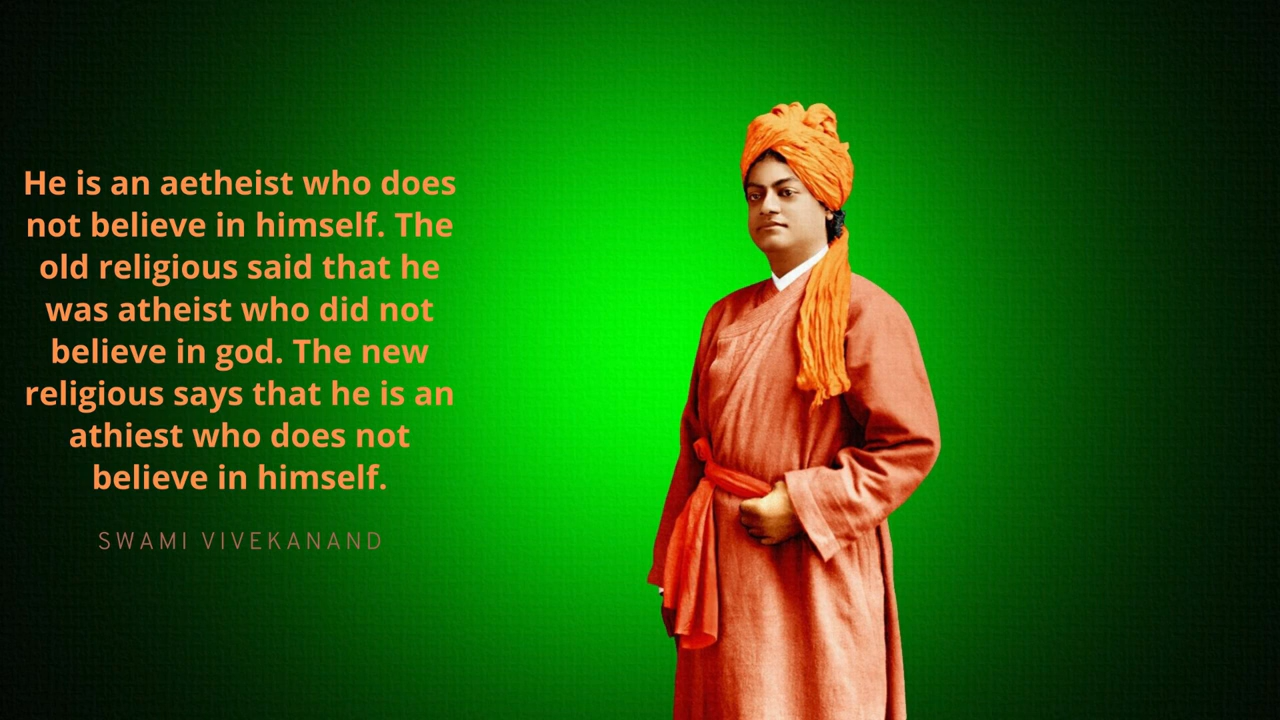 He is an aetheist who does
not believe in himself. The
old religious said that he
was atheist who did not
believe in god. The new
religious says that he is an
athiest who does not
believe in himself.
SWAMI VIVEKANAND